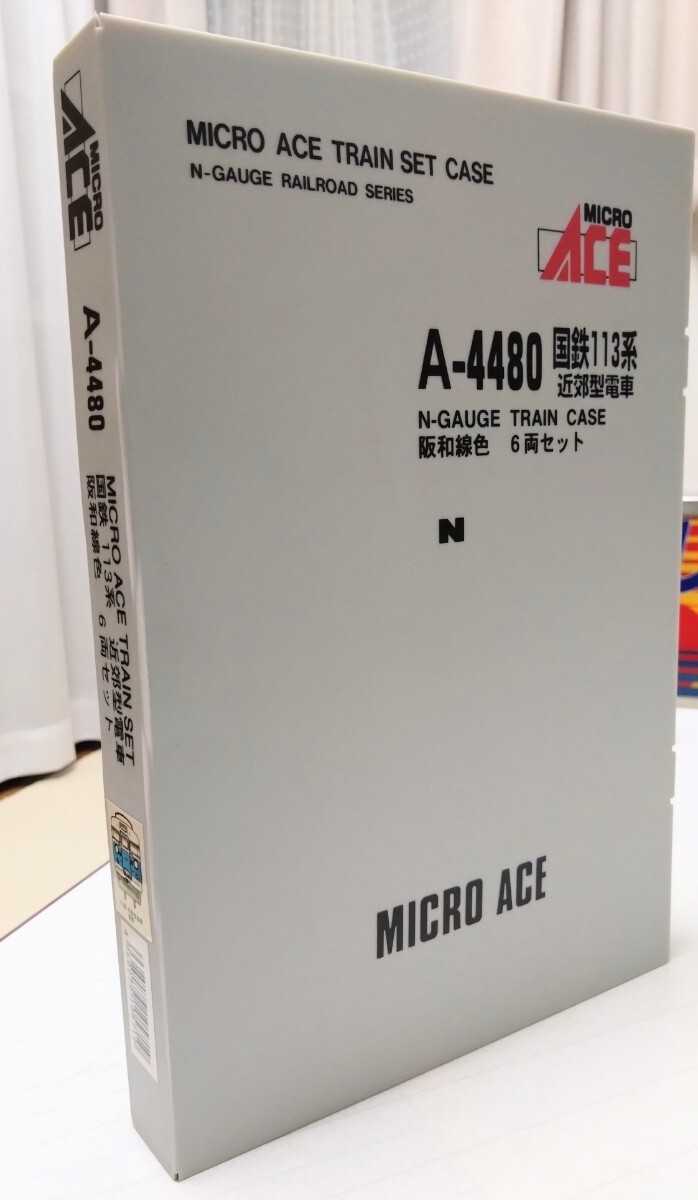 MICRO ACE TRAIN SET CASE
N-GAUGE RAILROAD SERIES
MICRO
ACE
A-4480 国鉄113系
近郊型電車
N-GAUGE TRAIN CASE
阪和線色 6両セット
N
MICRO ACE
MICRO
ACE
A-4480
MICRO ACE TRAIN SET
国鉄 113系 近郊型電車
阪和線色 6両セット